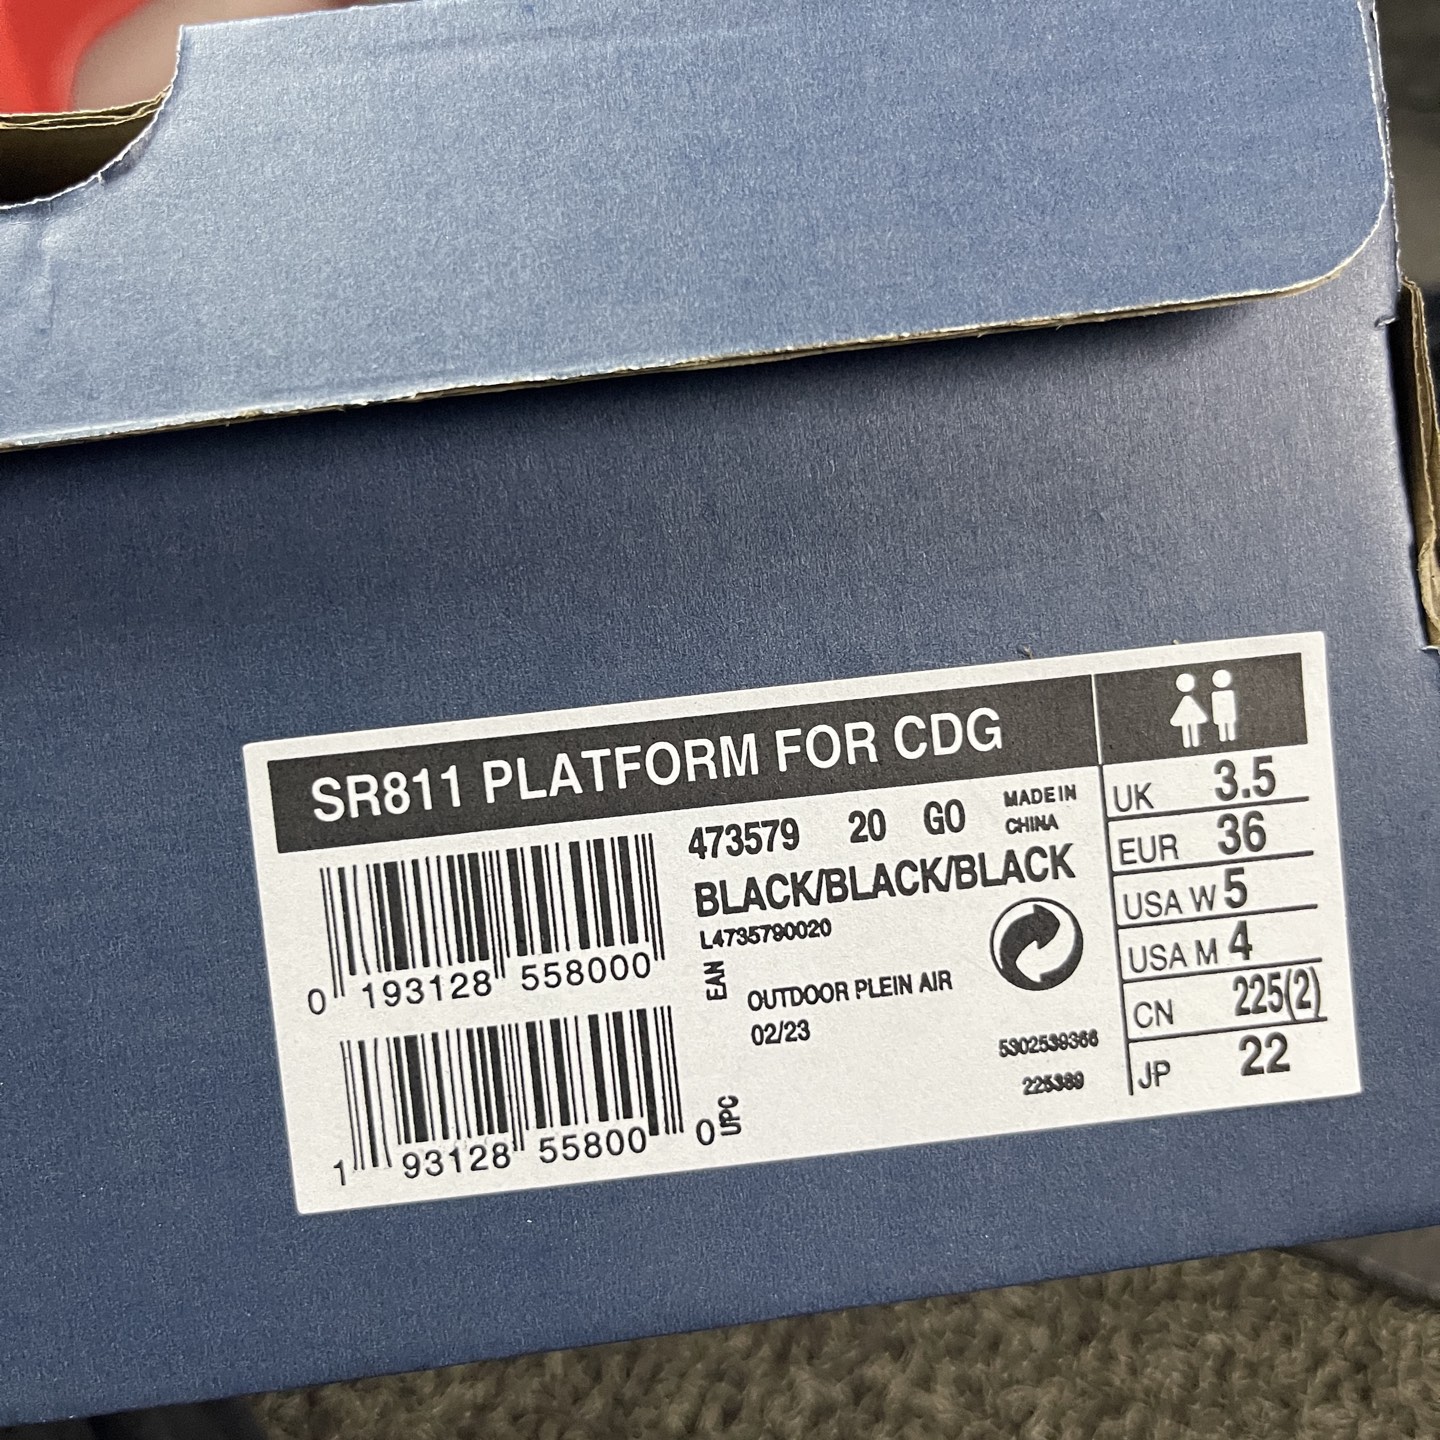 SR811 PLATFORM FOR CDG
473579 20 GO MADE IN CHINA
BLACK/BLACK/BLACK
L4735790020
0 193128 558000
EAN
OUTDOOR PLEIN AIR
02/23
5302539366
225389
1 93128 55800 0
UPC
UK 3.5
EUR 36
USA W 5
USA M 4
CN 225(2)
JP 22